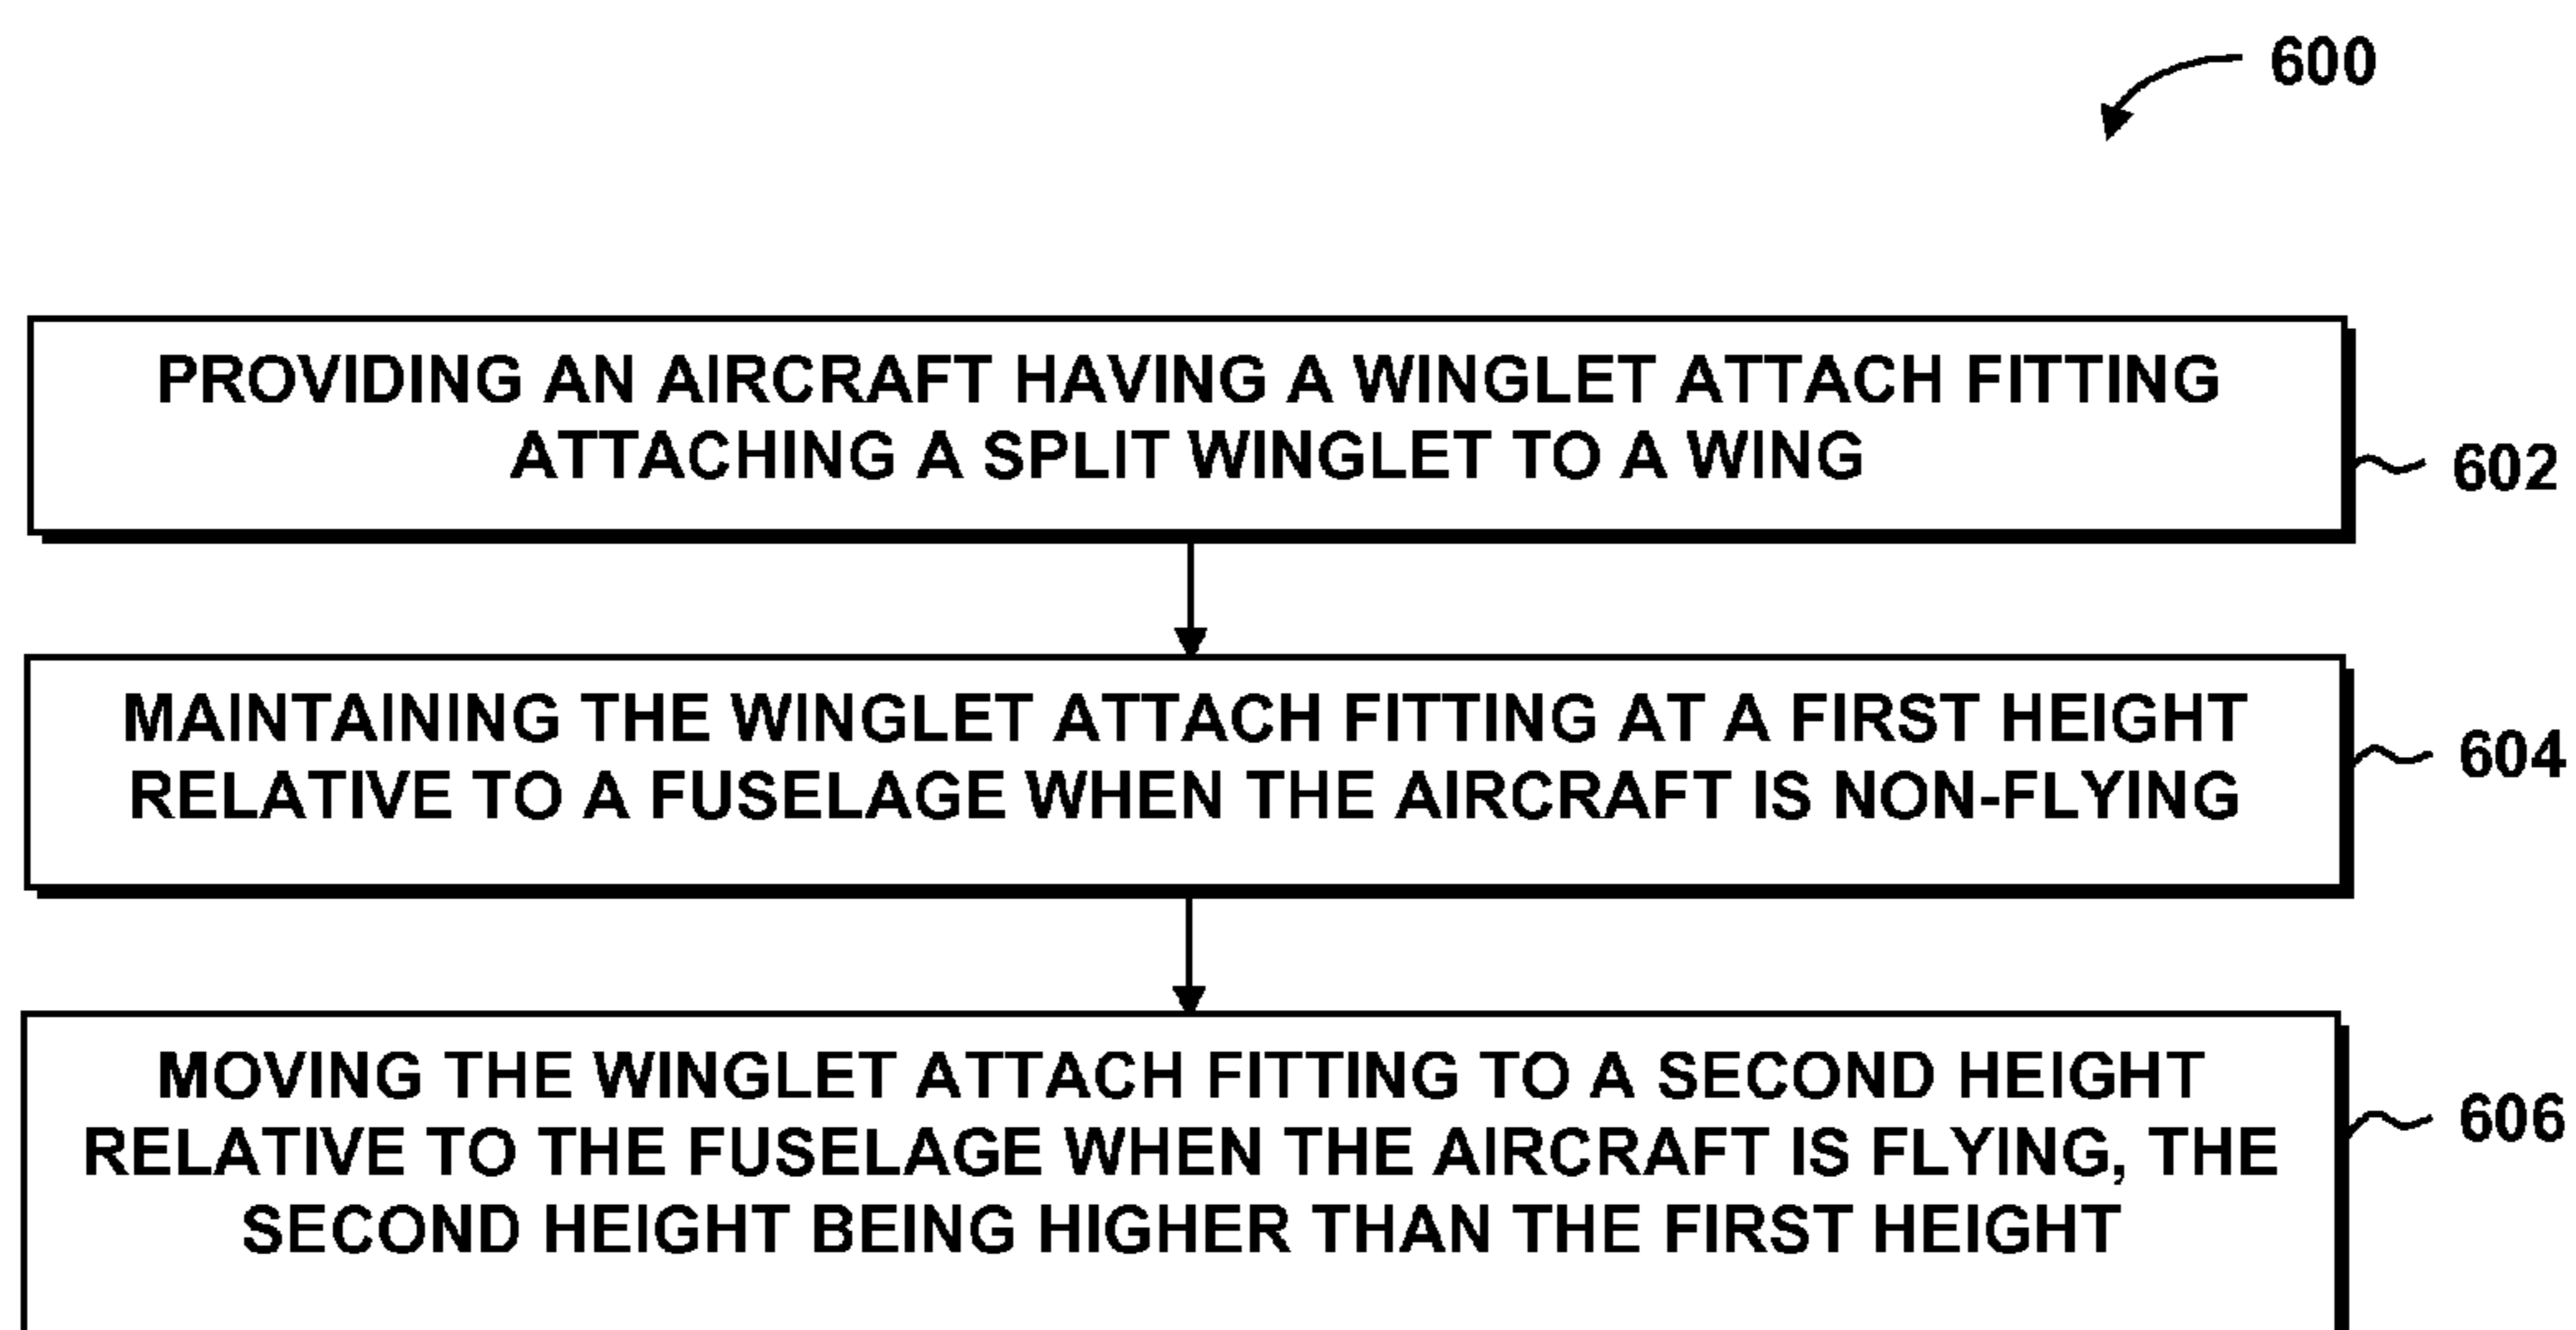 600
PROVIDING AN AIRCRAFT HAVING A WINGLET ATTACH FITTING
ATTACHING A SPLIT WINGLET TO A WING
602
MAINTAINING THE WINGLET ATTACH FITTING AT A FIRST HEIGHT
RELATIVE TO A FUSELAGE WHEN THE AIRCRAFT IS NON-FLYING
604
MOVING THE WINGLET ATTACH FITTING TO A SECOND HEIGHT
RELATIVE TO THE FUSELAGE WHEN THE AIRCRAFT IS FLYING, THE
SECOND HEIGHT BEING HIGHER THAN THE FIRST HEIGHT
606